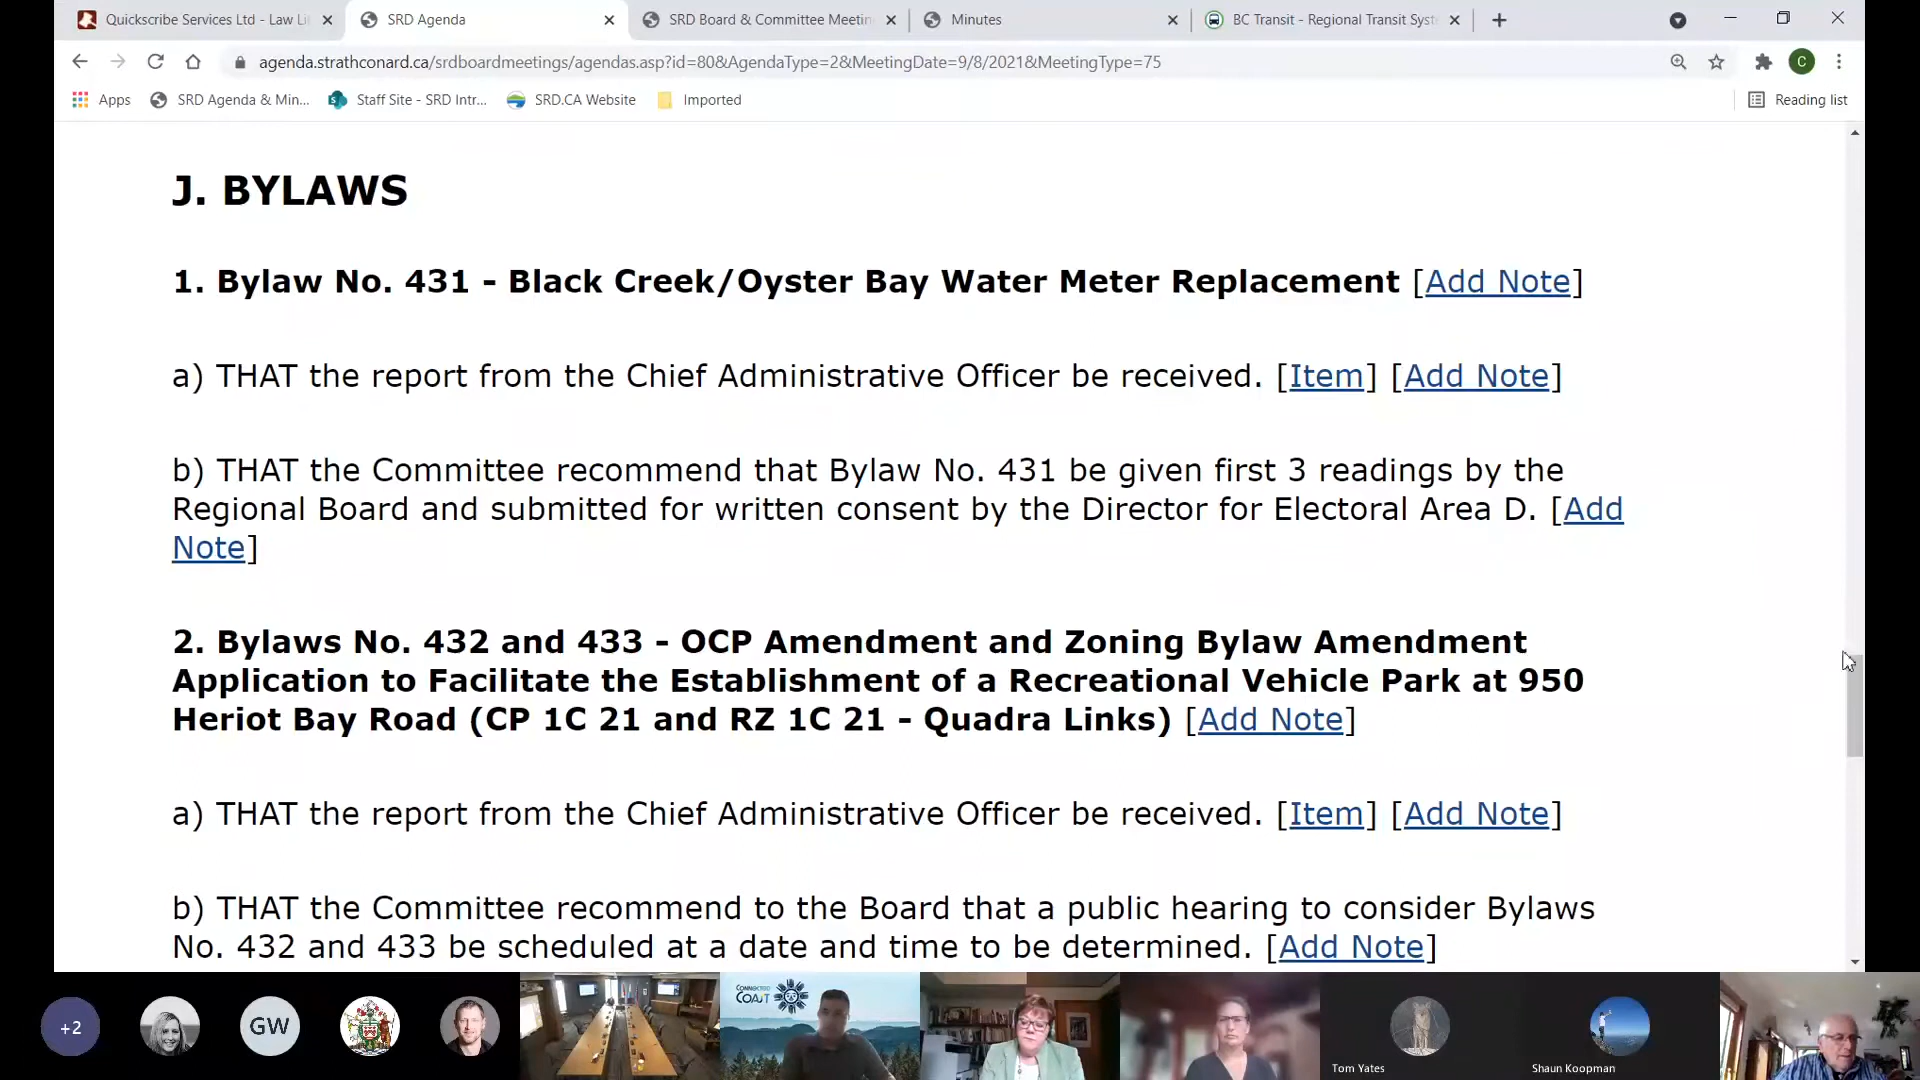 Quickscribe Services Ltd - Law Li
SRD Agenda
SRD Board & Committee Meetin
Minutes
BC Transit - Regional Transit Syst
agenda.strathconard.ca/srdboardmeetings/agendas.asp?id=80&AgendaType=2&MeetingDate=9/8/2021&MeetingType=75
C
Apps
SRD Agenda & Min...
Staff Site - SRD Intr...
SRD.CA Website
Imported
Reading list
J. BYLAWS
1. Bylaw No. 431 - Black Creek/Oyster Bay Water Meter Replacement [Add Note]
a) THAT the report from the Chief Administrative Officer be received. [Item] [Add Note]
b) THAT the Committee recommend that Bylaw No. 431 be given first 3 readings by the
Regional Board and submitted for written consent by the Director for Electoral Area D. [Add
Note]
2. Bylaws No. 432 and 433 - OCP Amendment and Zoning Bylaw Amendment
Application to Facilitate the Establishment of a Recreational Vehicle Park at 950
Heriot Bay Road (CP 1C 21 and RZ 1C 21 - Quadra Links) [Add Note]
a) THAT the report from the Chief Administrative Officer be received. [Item] [Add Note]
b) THAT the Committee recommend to the Board that a public hearing to consider Bylaws
No. 432 and 433 be scheduled at a date and time to be determined. [Add Note]
+2
GW
CONNECTED
COAST
Tom Yates
Shaun Koopman